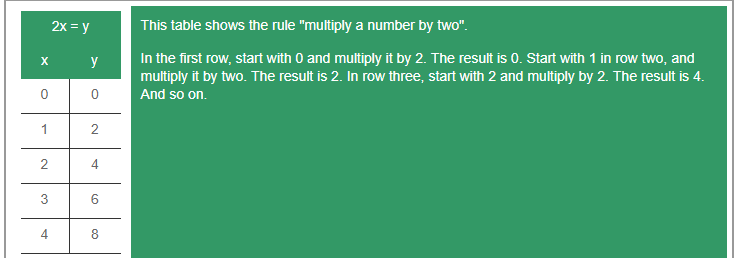 2x = y
x y
0 0
1 2
2 4
3 6
4 8
This table shows the rule "multiply a number by two".
In the first row, start with 0 and multiply it by 2. The result is 0. Start with 1 in row two, and
multiply it by two. The result is 2. In row three, start with 2 and multiply by 2. The result is 4.
And so on.